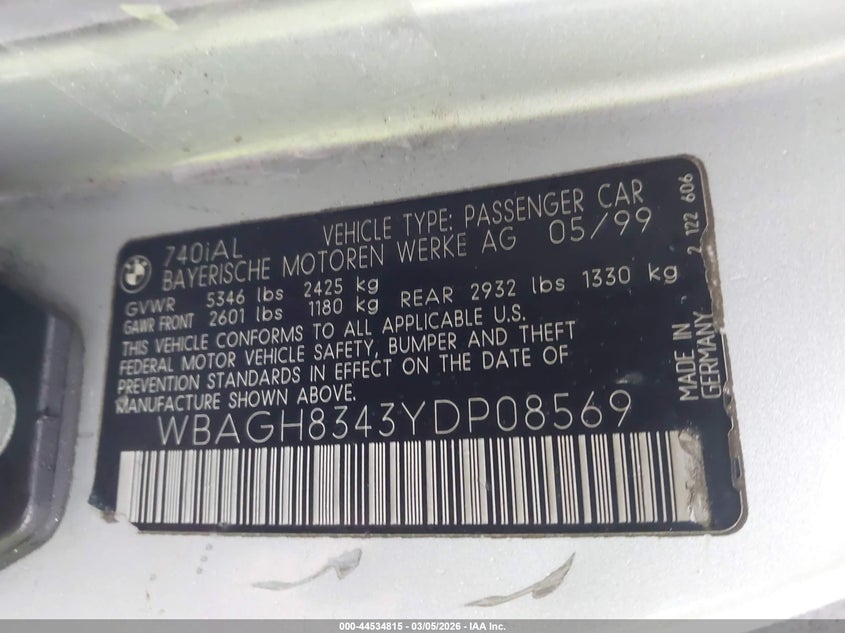 740iAL VEHICLE TYPE: PASSENGER CAR
BAYERISCHE MOTOREN WERKE AG 05/99
GVWR 5346 lbs 2425 kg
GAWR FRONT 2601 lbs 1180 kg REAR 2932 lbs 1330 kg
THIS VEHICLE CONFORMS TO ALL APPLICABLE U.S.
FEDERAL MOTOR VEHICLE SAFETY, BUMPER AND THEFT
PREVENTION STANDARDS IN EFFECT ON THE DATE OF
MANUFACTURE SHOWN ABOVE.
WBAGH8343YDP08569
MADE IN
GERMANY
2 122 606
000-44534815 | 03/05/2026 - IAA Inc.